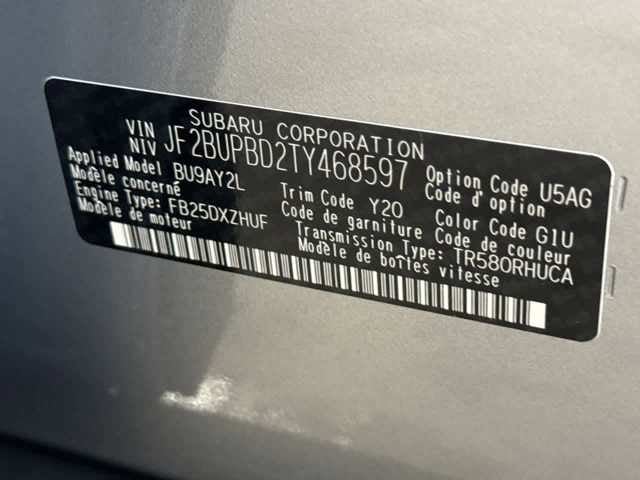 SUBARU CORPORATION
VIN
NIV JF2BUPBD2TY468597
Applied Model BU9AY2L
Modèle concerné
Engine Type: FB25DXZHUF
Modèle de moteur
Trim Code Y20
Code de garniture
Option Code U5AG
Code d'option
Color Code G1U
Code de couleur
Transmission Type: TR580RHUCA
Modèle de boîtes vitesse